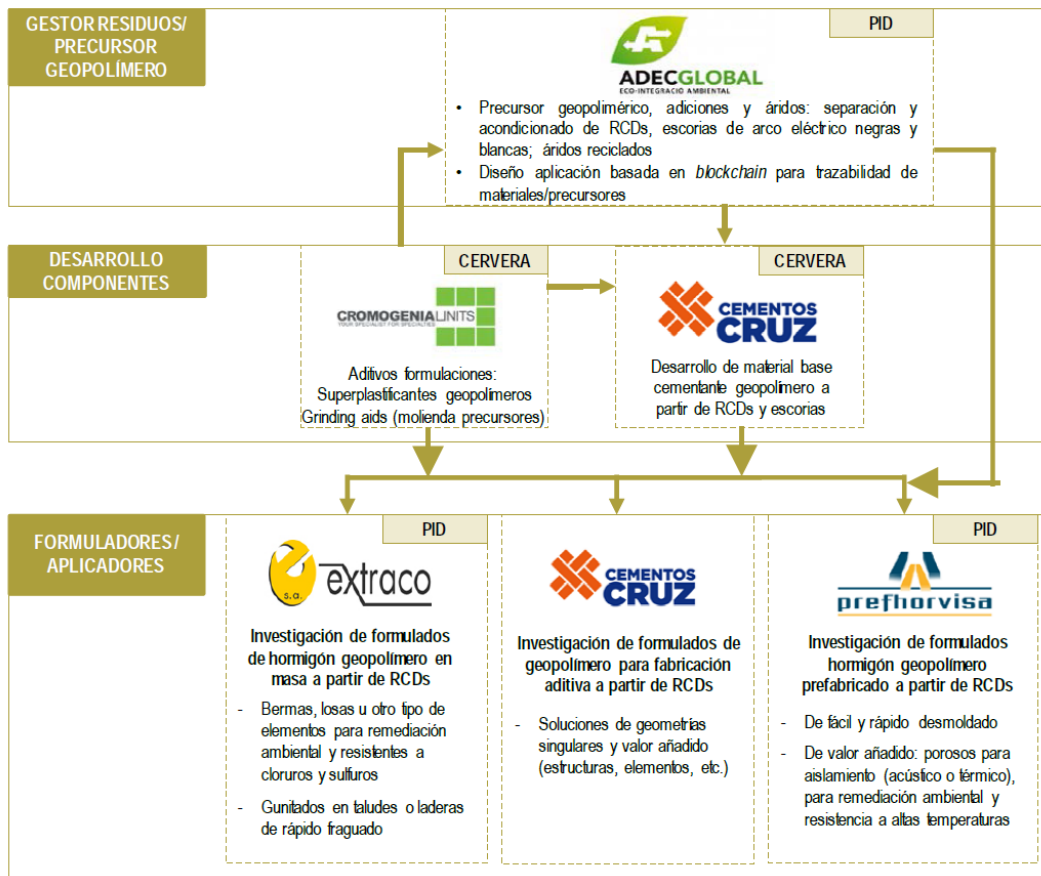 GESTOR RESIDUOS/
PRECURSOR
GEOPOLÍMERO
PID
ADECGLOBAL
ECO-INTEGRACIÓ AMBIENTAL
• Precursor geopolimérico, adiciones y áridos: separación y
acondicionado de RCDs, escorias de arco eléctrico negras y
blancas; áridos reciclados
• Diseño aplicación basada en blockchain para trazabilidad de
materiales/precursores
DESARROLLO
COMPONENTES
CERVERA
CROMOGENIALINITS
YOUR SPECIALIST FOR SPECIALTIES
Aditivos formulaciones:
Superplastificantes geopolímeros
Grinding aids (molienda precursores)
CERVERA
CEMENTOS
CRUZ
Desarrollo de material base
cementante geopolímero a
partir de RCDs y escorias
FORMULADORES/
APLICADORES
PID
s.a.
extraco
Investigación de formulados
de hormigón geopolímero en
masa a partir de RCDs
- Bermas, losas u otro tipo de
elementos para remediación
ambiental y resistentes a
cloruros y sulfuros
- Gunitados en taludes o laderas
de rápido fraguado
CEMENTOS
CRUZ
Investigación de formulados de
geopolímero para fabricación
aditiva a partir de RCDs
- Soluciones de geometrías
singulares y valor añadido
(estructuras, elementos, etc.)
PID
prefhorvisa
Investigación de formulados
hormigón geopolímero
prefabricado a partir de RCDs
- De fácil y rápido desmoldado
- De valor añadido: porosos para
aislamiento (acústico o térmico),
para remediación ambiental y
resistencia a altas temperaturas